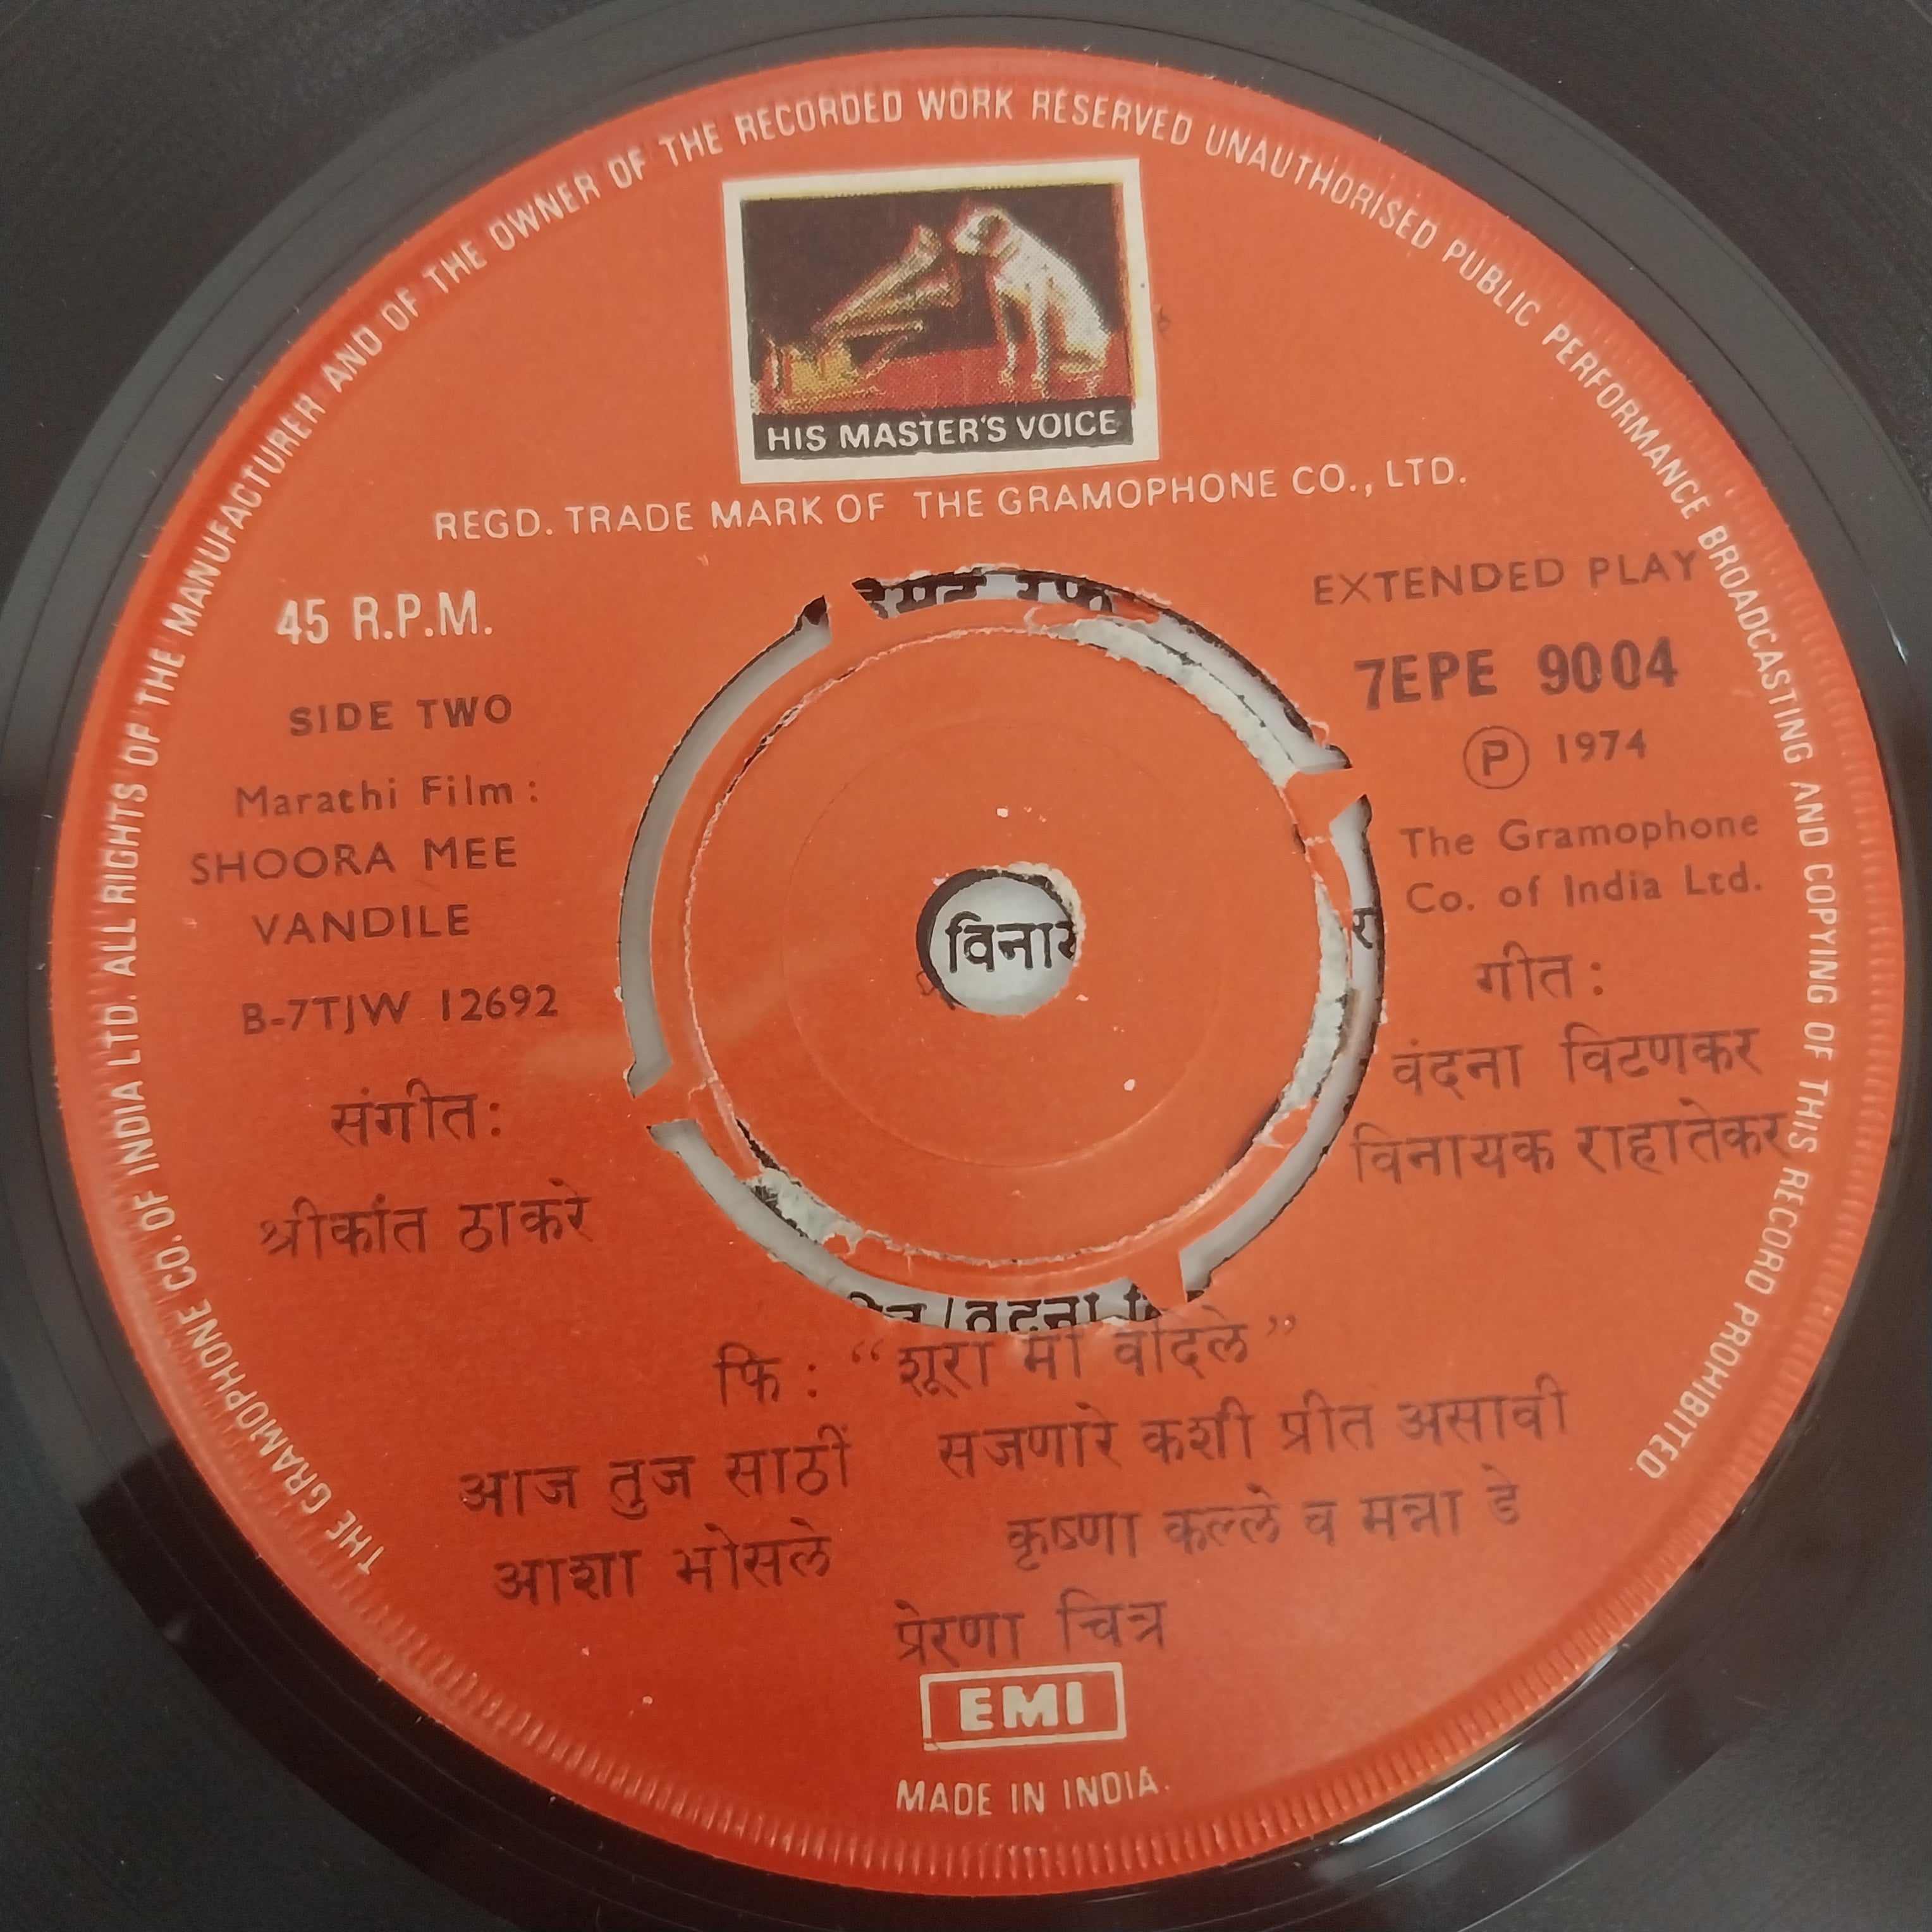 THE GRAMOPHONE CO. OF INDIA LTD. ALL RIGHTS OF THE MANUFACTURER AND OF THE OWNER OF THE RECORDED WORK RESERVED UNAUTHORISED PUBLIC PERFORMANCE BROADCASTING AND COPYING OF THIS RECORD PROHIBITED
HIS MASTER'S VOICE
REGD. TRADE MARK OF THE GRAMOPHONE CO., LTD.
45 R.P.M.
SIDE TWO
Marathi Film :
SHOORA MEE
VANDILE
B-7TJW 12692
संगीत:
श्रीकांत ठाकरे
EXTENDED PLAY
7EPE 9004
Ⓟ 1974
The Gramophone
Co. of India Ltd.
गीत :
वंदना विटणकर
विनायक राहातेकर
फि : “शूरा मी वंदिले”
आज तुज साठीं सजणारे कशी प्रीत असावी
आशा भोसले कृष्णा कल्ले व मन्ना डे
प्रेरणा चित्र
EMI
MADE IN INDIA.